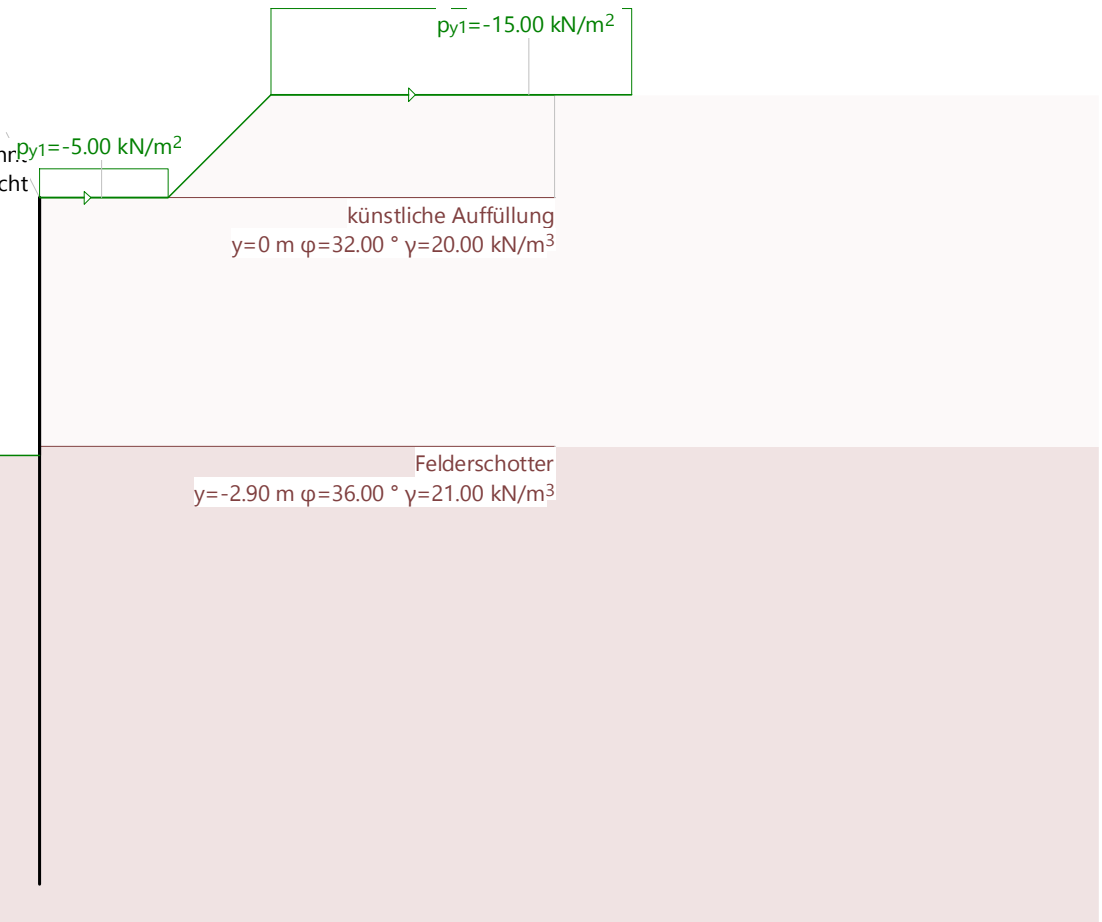 py1=-15.00 kN/m²
py1=-5.00 kN/m²
künstliche Auffüllung
y=0 m φ=32.00 ° γ=20.00 kN/m³
Felderschotter
y=-2.90 m φ=36.00 ° γ=21.00 kN/m³